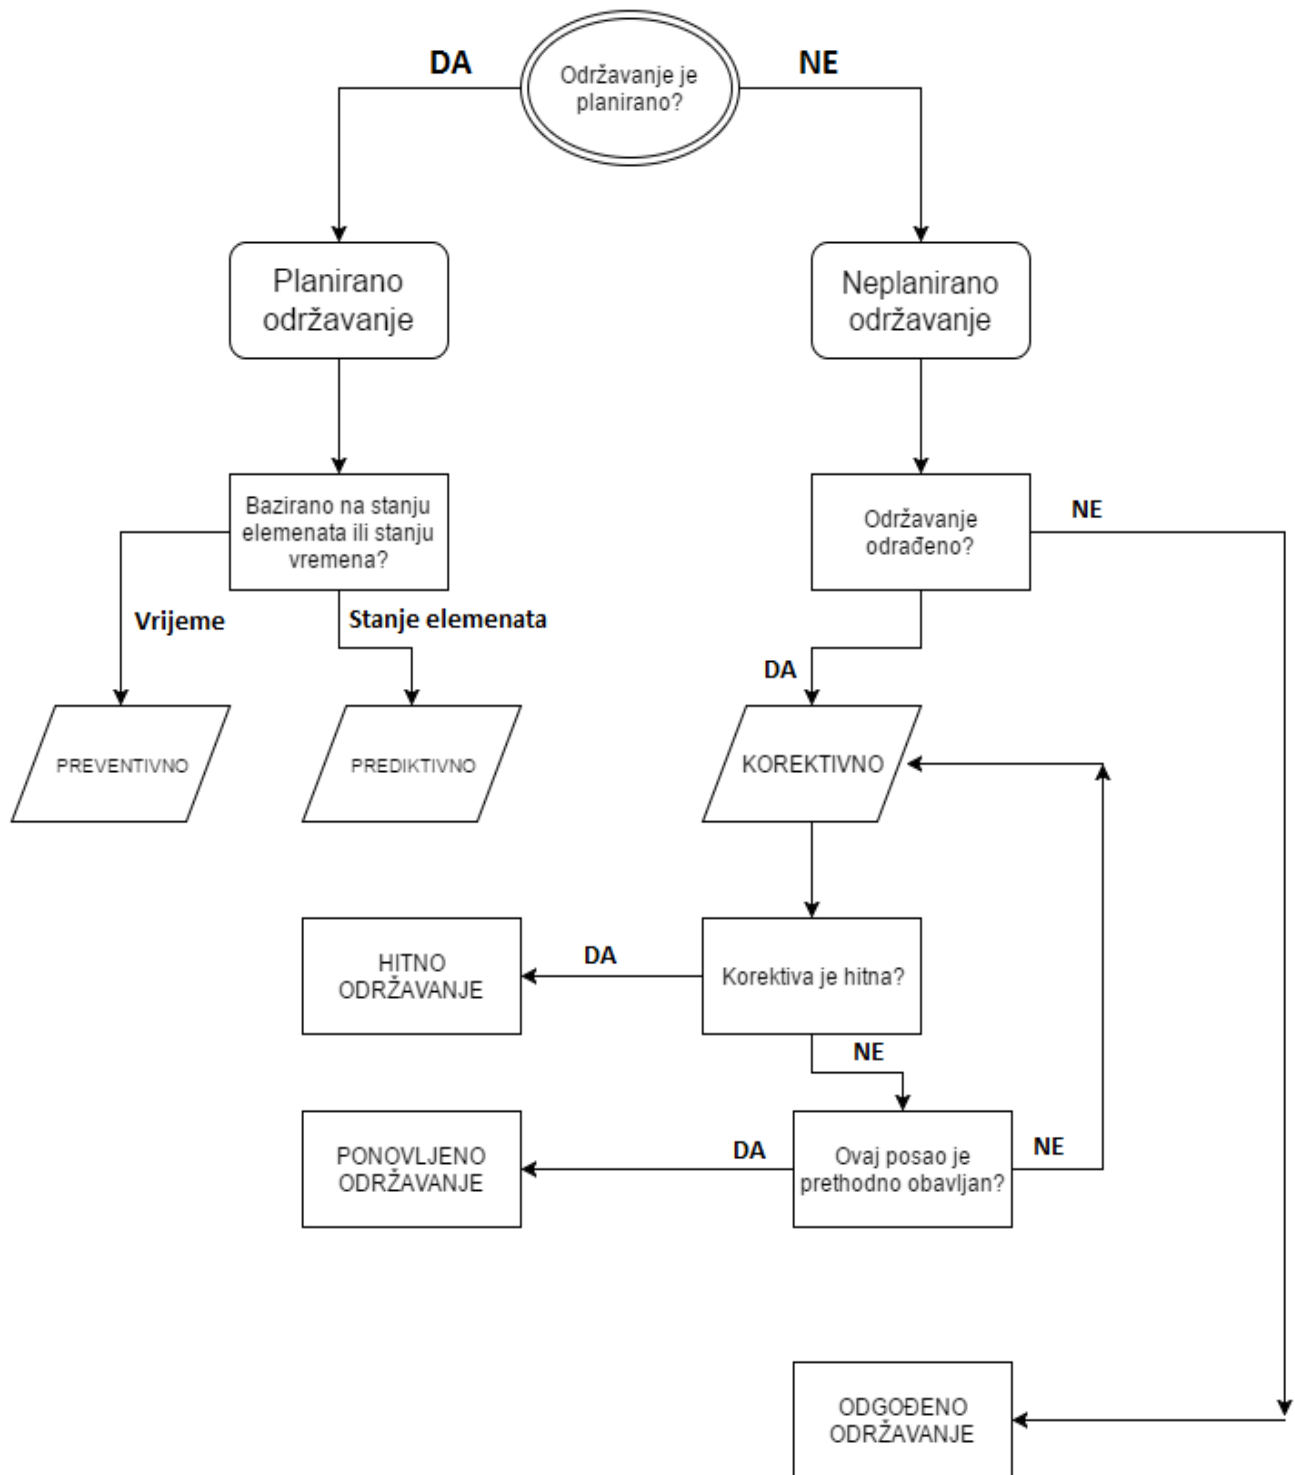 DA
NE
Održavanje je
planirano?
Planirano
održavanje
Neplanirano
održavanje
Bazirano na stanju
elemenata ili stanju
vremena?
Održavanje
odrađeno?
NE
Vrijeme
Stanje elemenata
DA
PREVENTIVNO
PREDIKTIVNO
KOREKTIVNO
HITNO
ODRŽAVANJE
DA
Korektiva je hitna?
NE
PONOVLJENO
ODRŽAVANJE
DA
Ovaj posao je
prethodno obavljan?
NE
ODGOĐENO
ODRŽAVANJE